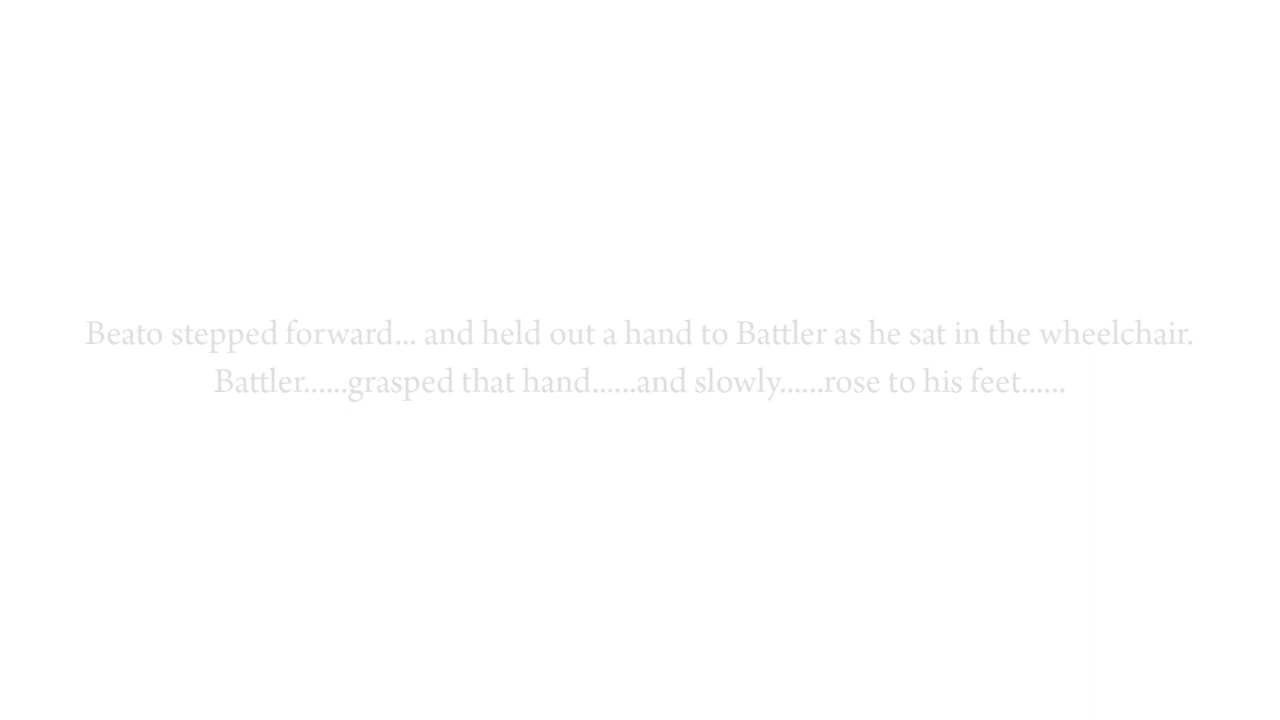 Beato stepped forward... and held out a hand to Battler as he sat in the wheelchair.
Battler......grasped that hand......and slowly......rose to his feet......